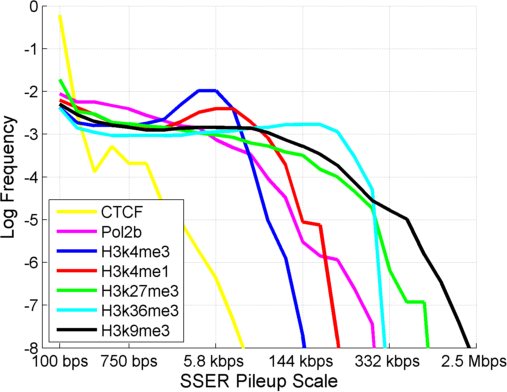 0
-1
-2
-3
-4
-5
-6
-7
-8
Log Frequency
CTCF
Pol2b
H3k4me3
H3k4me1
H3k27me3
H3k36me3
H3k9me3
100 bps 750 bps 5.8 kbps 144 kbps 332 kbps 2.5 Mbps
SSER Pileup Scale